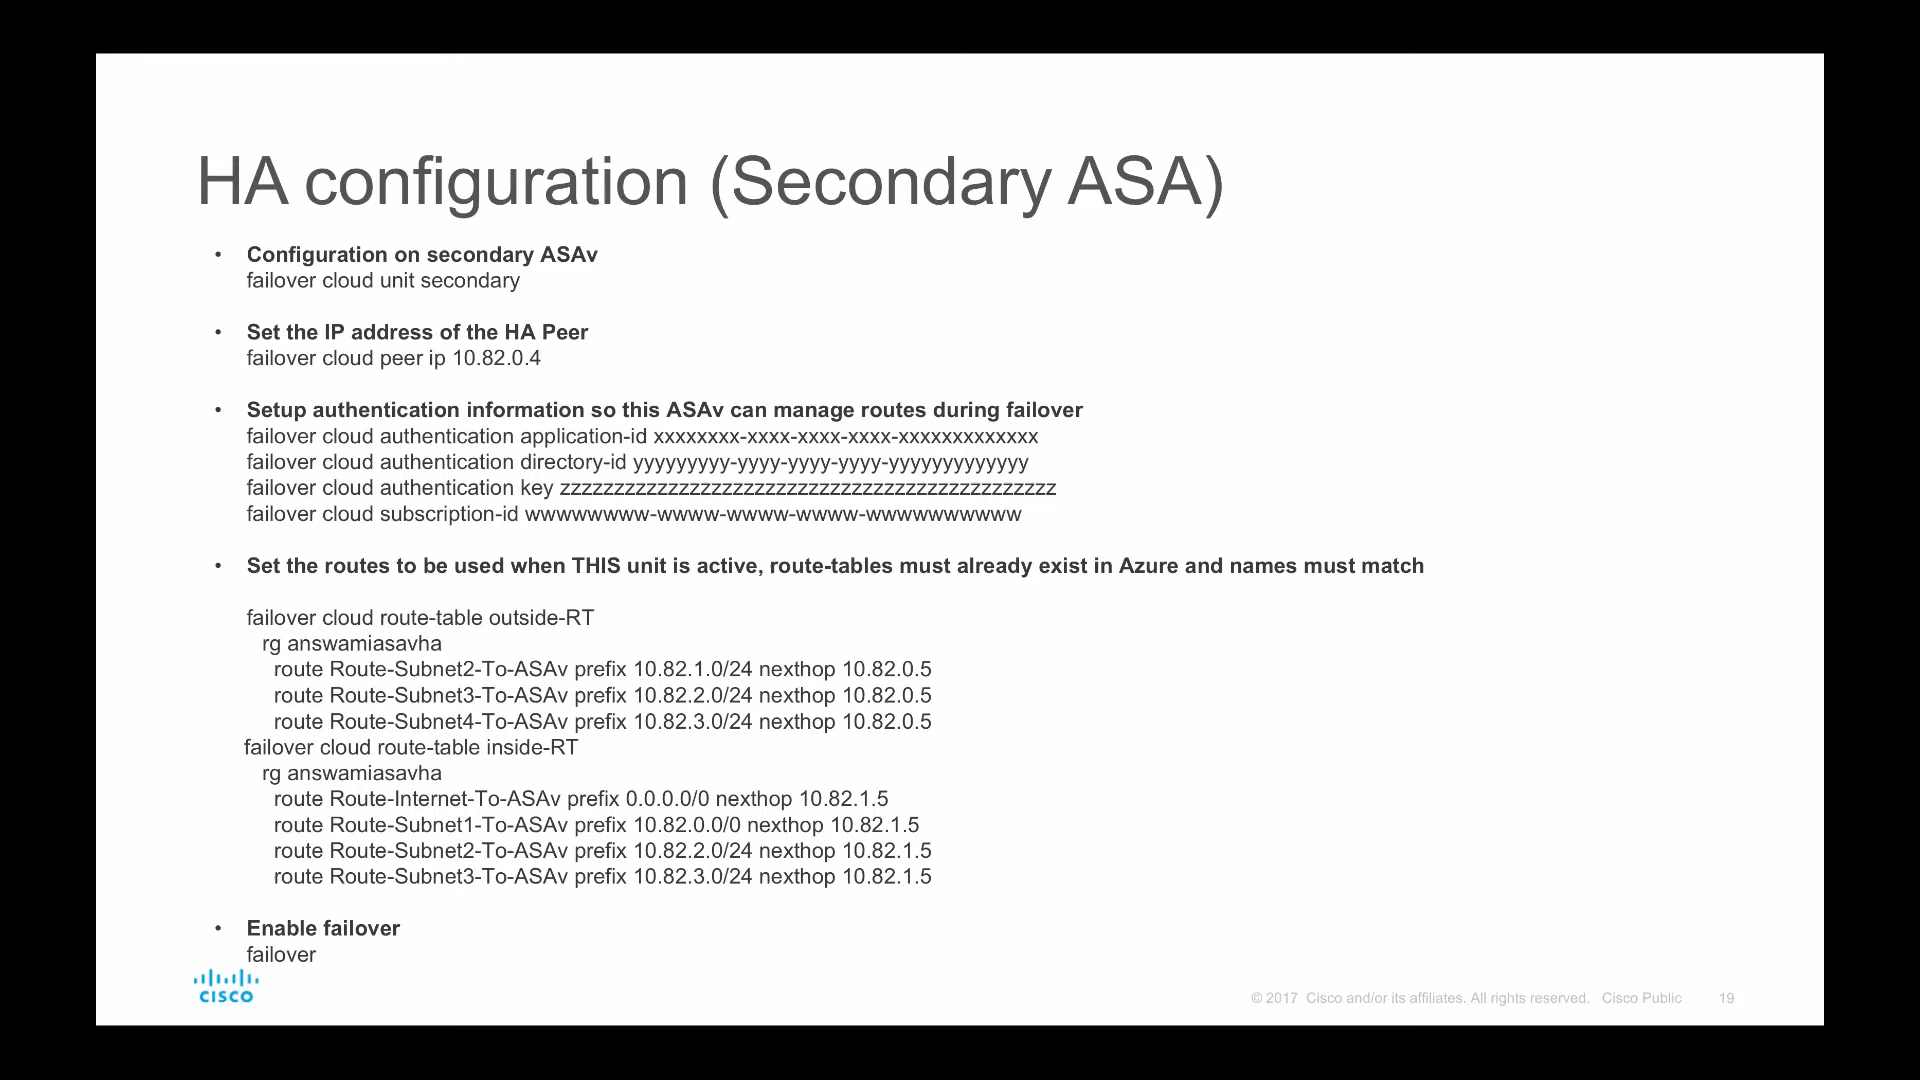 HA configuration (Secondary ASA)
• Configuration on secondary ASAv
failover cloud unit secondary
• Set the IP address of the HA Peer
failover cloud peer ip 10.82.0.4
• Setup authentication information so this ASAv can manage routes during failover
failover cloud authentication application-id xxxxxxxx-xxxx-xxxx-xxxx-xxxxxxxxxxxxx
failover cloud authentication directory-id yyyyyyyyy-yyyy-yyyy-yyyy-yyyyyyyyyyyyy
failover cloud authentication key zzzzzzzzzzzzzzzzzzzzzzzzzzzzzzzzzzzzzzzzzzzzzz
failover cloud subscription-id wwwwwwww-wwww-wwww-wwww-wwwwwwwwww
• Set the routes to be used when THIS unit is active, route-tables must already exist in Azure and names must match
failover cloud route-table outside-RT
rg answamiasavha
route Route-Subnet2-To-ASAv prefix 10.82.1.0/24 nexthop 10.82.0.5
route Route-Subnet3-To-ASAv prefix 10.82.2.0/24 nexthop 10.82.0.5
route Route-Subnet4-To-ASAv prefix 10.82.3.0/24 nexthop 10.82.0.5
failover cloud route-table inside-RT
rg answamiasavha
route Route-Internet-To-ASAv prefix 0.0.0.0/0 nexthop 10.82.1.5
route Route-Subnet1-To-ASAv prefix 10.82.0.0/0 nexthop 10.82.1.5
route Route-Subnet2-To-ASAv prefix 10.82.2.0/24 nexthop 10.82.1.5
route Route-Subnet3-To-ASAv prefix 10.82.3.0/24 nexthop 10.82.1.5
• Enable failover
failover
CISCO
© 2017 Cisco and/or its affiliates. All rights reserved. Cisco Public 19